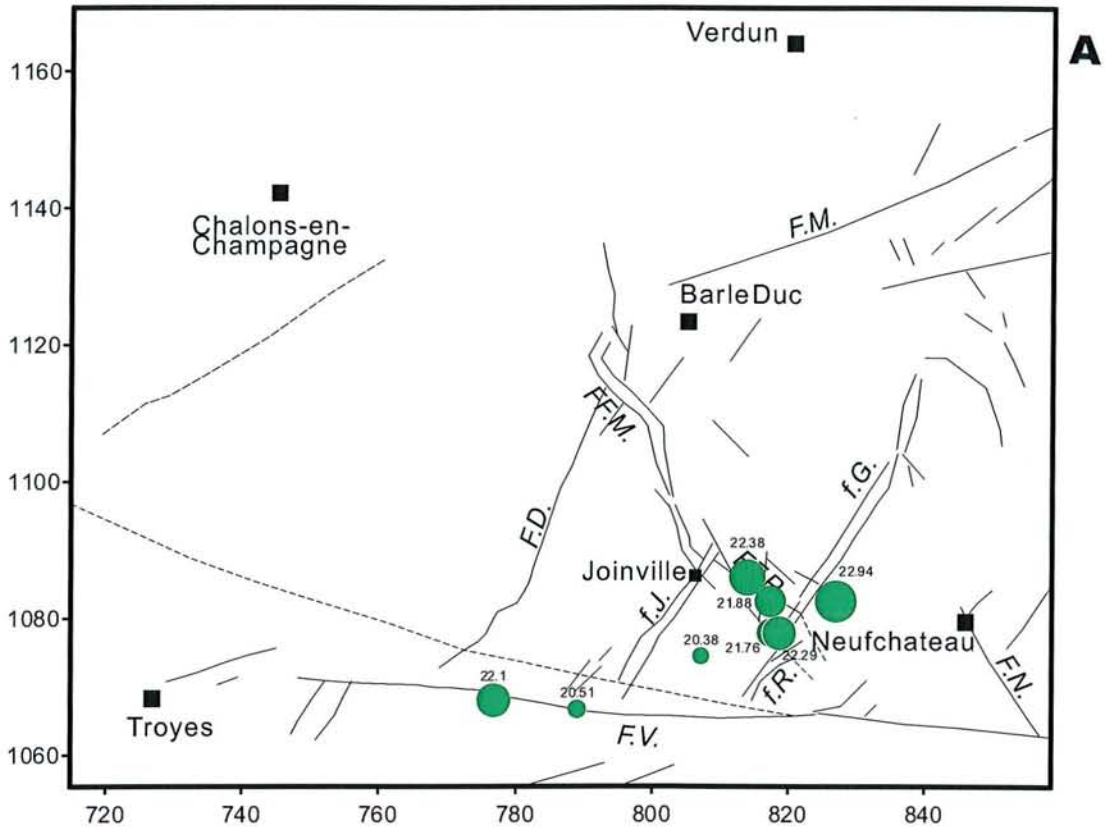 A
Verdun
1160
Chalons-en-
Champagne
1140
F.M.
BarleDuc
1120
F.F.M.
f.G.
1100
F.D.
22.38
22.94
Joinville
21.88
1080
f.J.
20.38
21.76
22.29
Neufchateau
F.N.
22.1
20.51
f.R.
Troyes
F.V.
1060
720
740
760
780
800
820
840